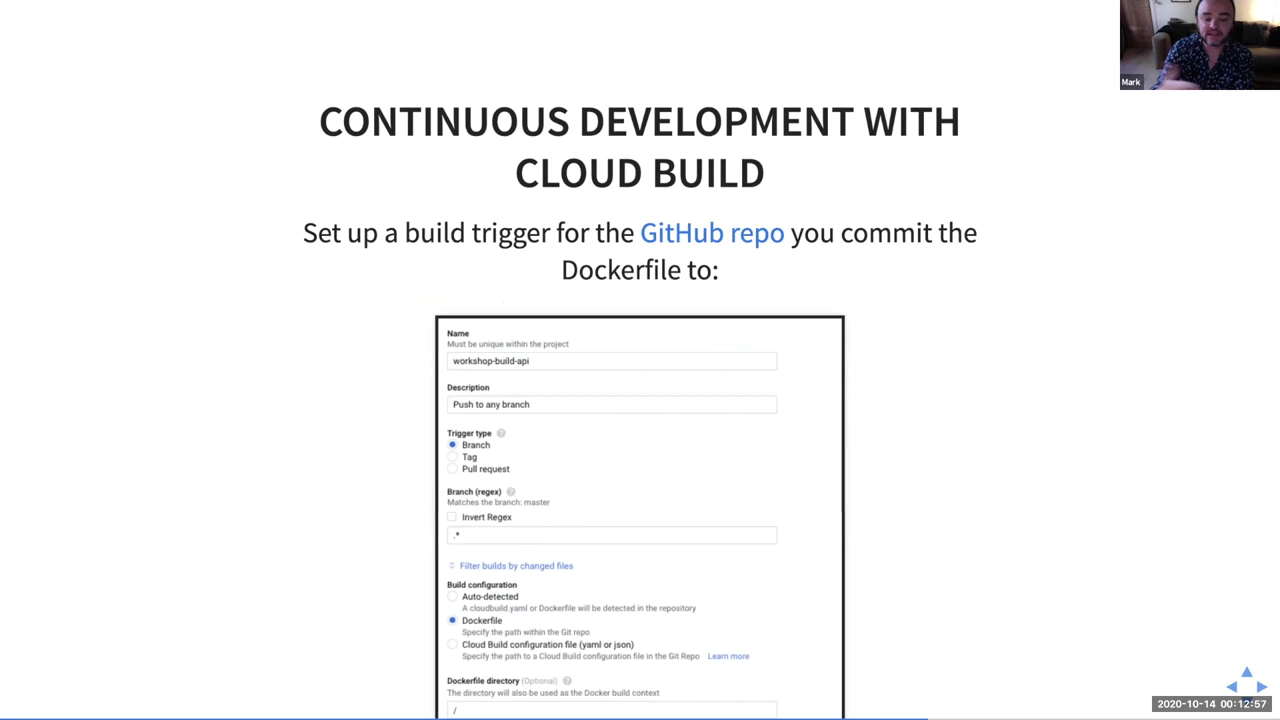 Mark
CONTINUOUS DEVELOPMENT WITH
CLOUD BUILD
Set up a build trigger for the GitHub repo you commit the
Dockerfile to:
Name
Must be unique within the project
workshop-build-api
Description
Push to any branch
Trigger type ?
Branch
Tag
Pull request
Branch (regex) ?
Matches the branch: master
Invert Regex
.*
Filter builds by changed files
Build configuration
Auto-detected
A cloudbuild.yaml or Dockerfile will be detected in the repository
Dockerfile
Specify the path within the Git repo
Cloud Build configuration file (yaml or json)
Specify the path to a Cloud Build configuration file in the Git Repo Learn more
Dockerfile directory (Optional) ?
The directory will also be used as the Docker build context
/
2020-10-14 00:12:57